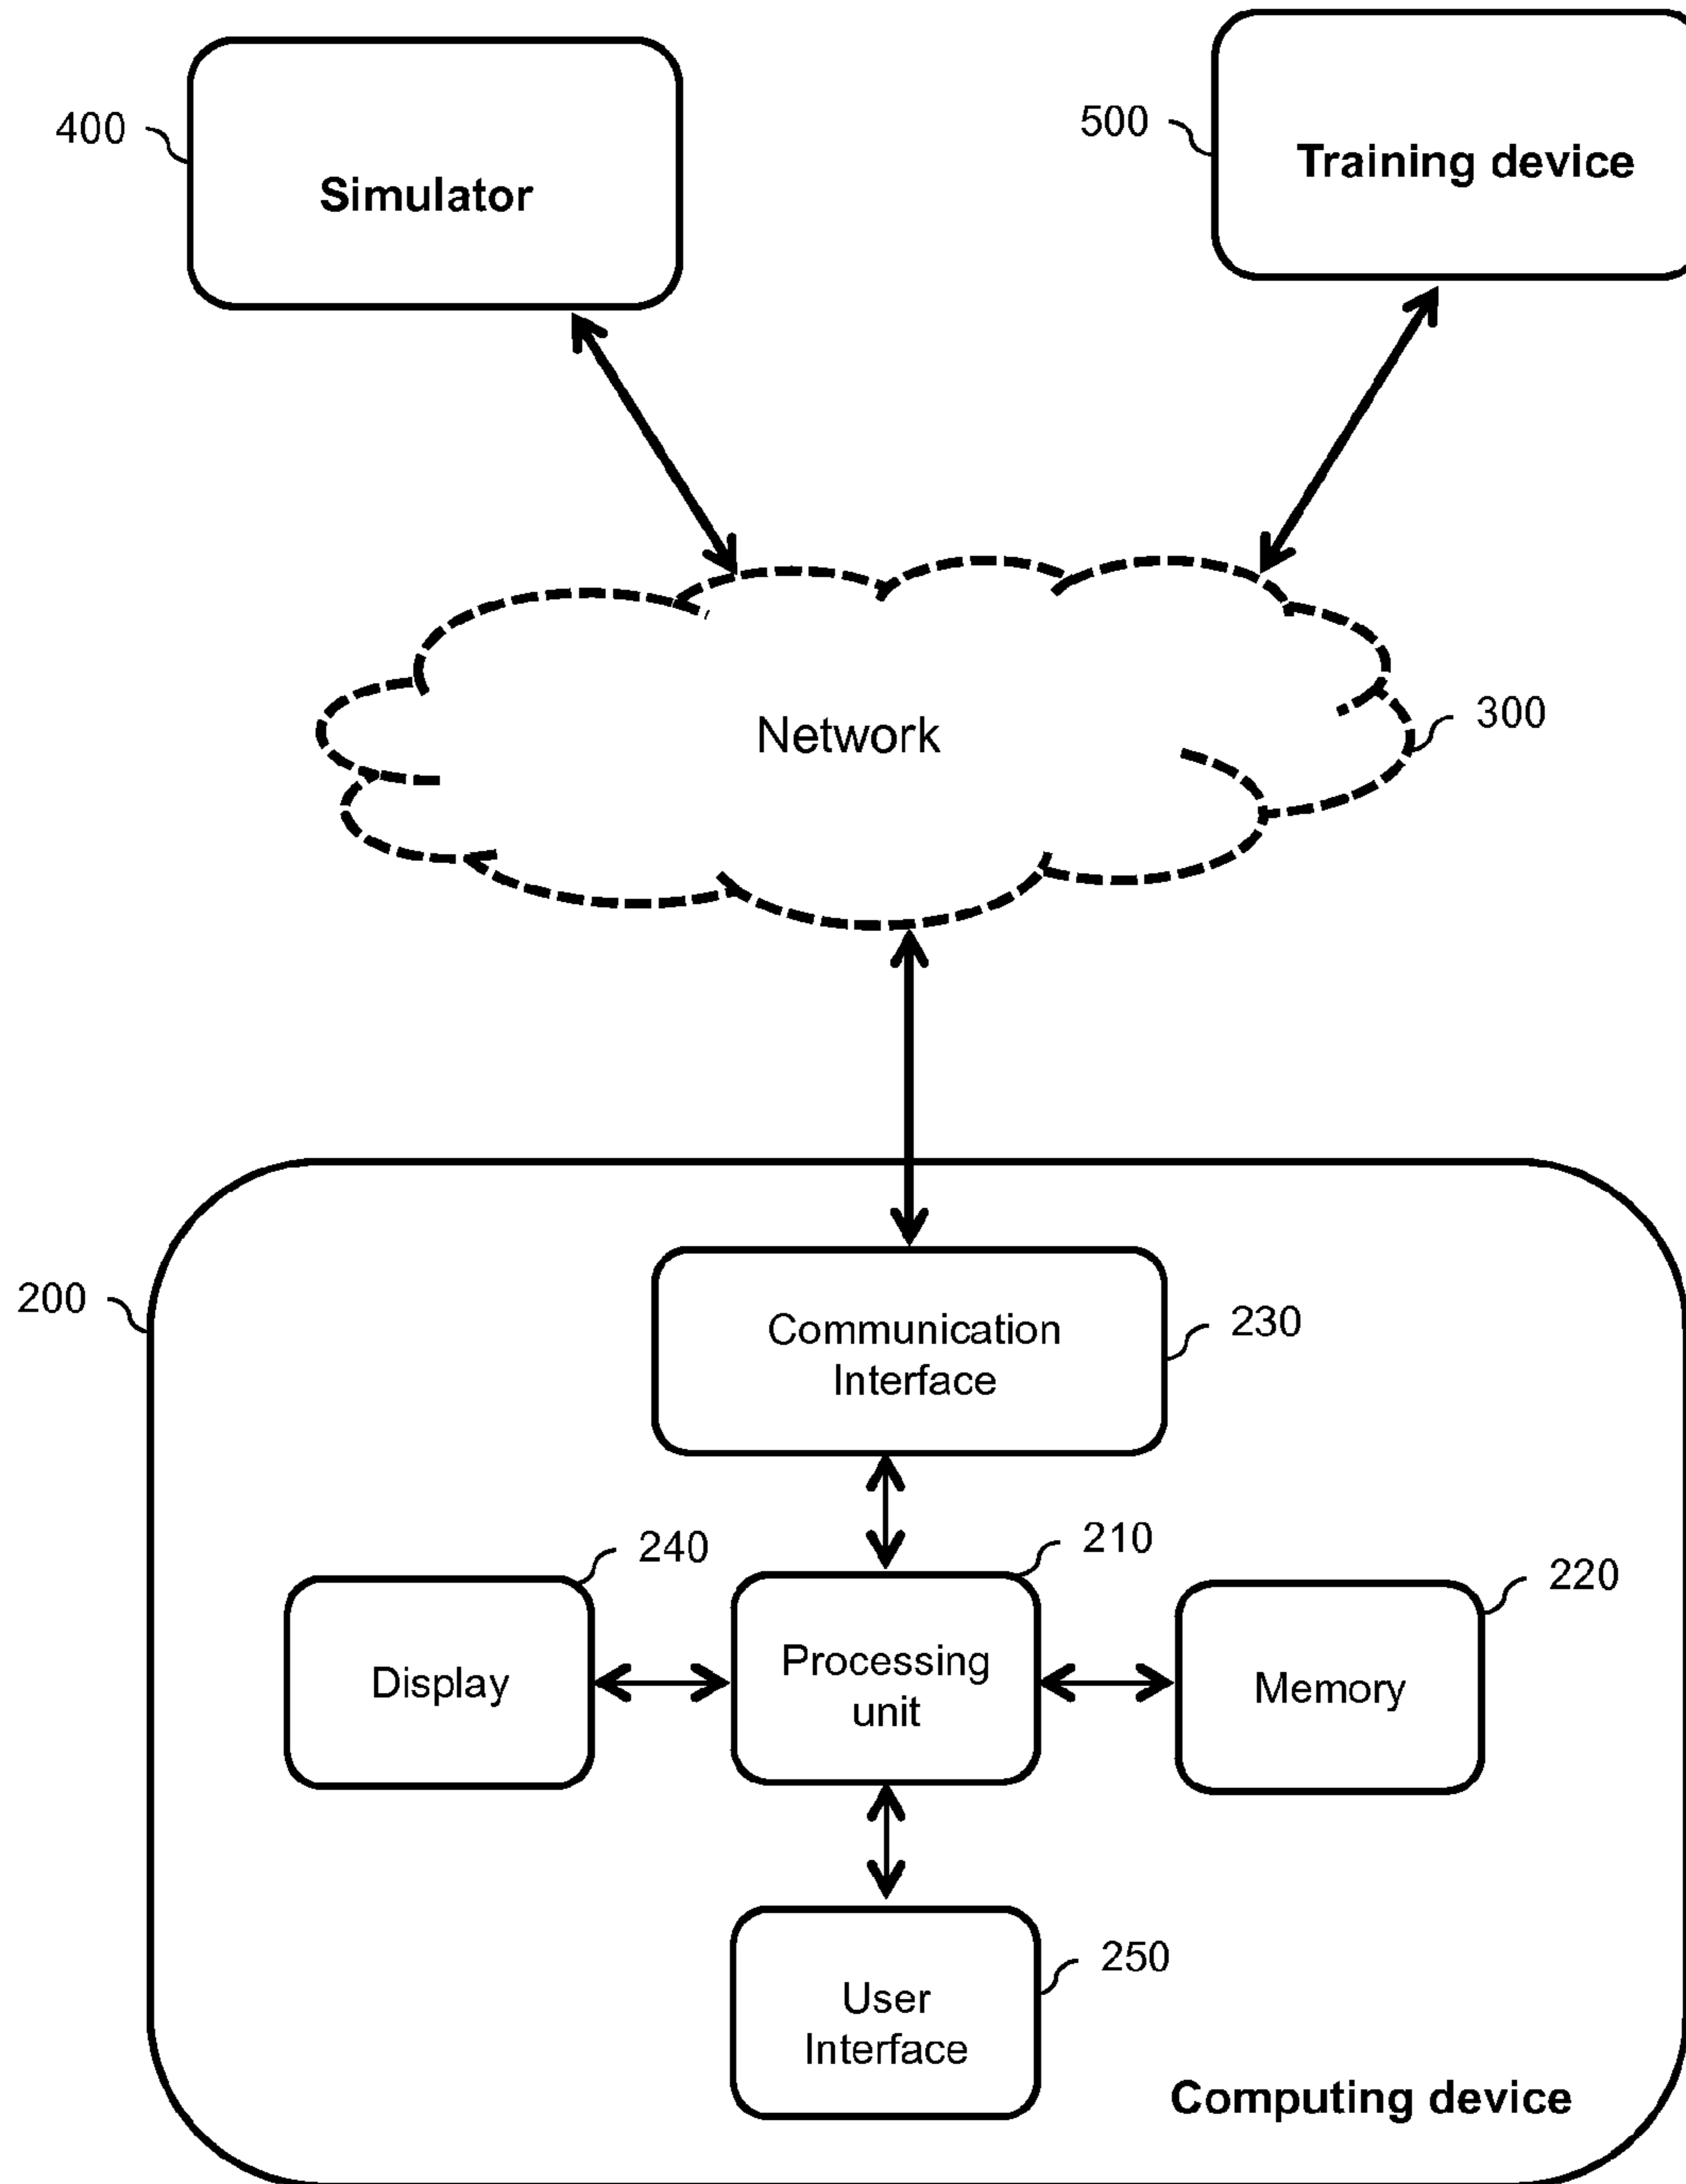 500
Training device
400
Simulator
300
Network
200
230
Communication
Interface
240
210
220
Display
Processing
unit
Memory
250
User
Interface
Computing device